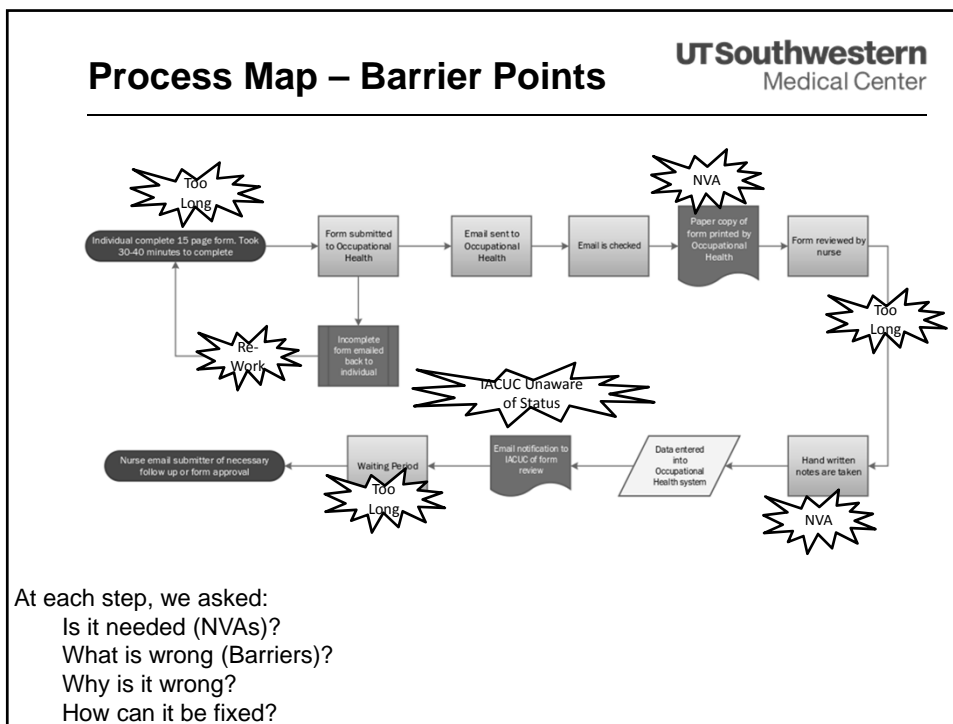 Process Map – Barrier Points
UTSouthwestern
Medical Center
Too
Long
Individual complete 15 page form. Took
30-40 minutes to complete
Form submitted
to Occupational
Health
Email sent to
Occupational
Health
Email is checked
NVA
Paper copy of
form printed by
Occupational
Health
Form reviewed by
nurse
Too
Long
Re-
Work
Incomplete
form emailed
back to
individual
IACUC Unaware
of Status
Nurse email submitter of necessary
follow up or form approval
Waiting Period
Too
Long
Email notification to
IACUC of form
review
Data entered
into
Occupational
Health system
Hand written
notes are taken
NVA
At each step, we asked:
Is it needed (NVAs)?
What is wrong (Barriers)?
Why is it wrong?
How can it be fixed?